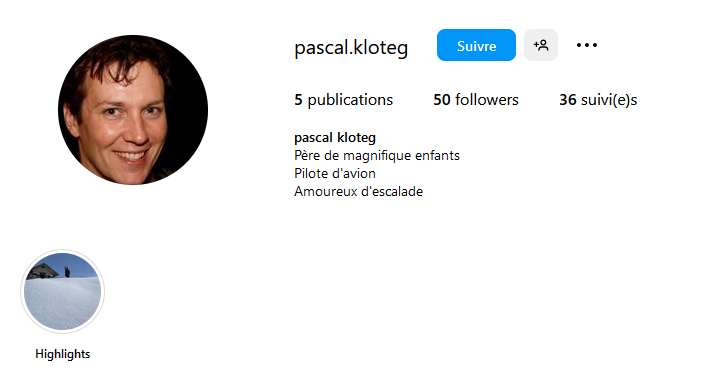 pascal.kloteg Suivre
5 publications 50 followers 36 suivi(e)s
pascal kloteg
Père de magnifique enfants
Pilote d'avion
Amoureux d'escalade
Highlights